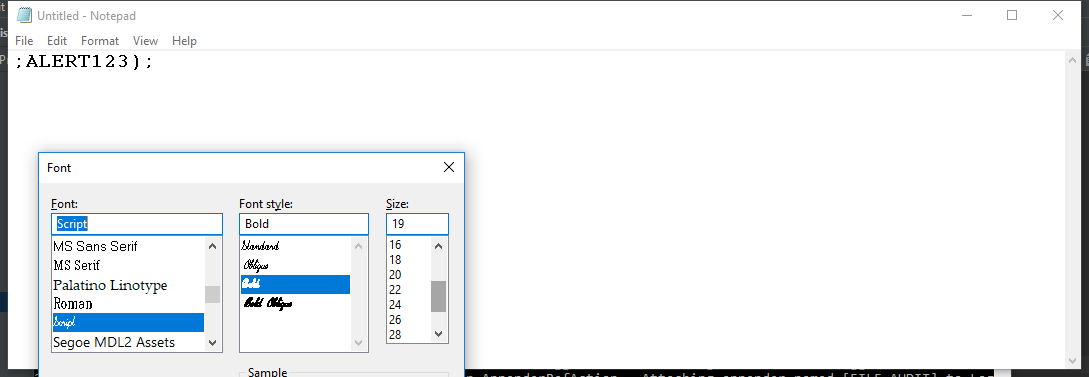 Untitled - Notepad
File Edit Format View Help
;ALERT123);
Font
Font: Font style: Size:
Script Bold 19
MS Sans Serif Standard 16
MS Serif Oblique 18
Palatino Linotype Bold 20
Roman Bold Oblique 22
Script 24
Segoe MDL2 Assets 26
28
Sample
AppenderRefAction - Attaching appender named [FILE_AUDIT] to Log